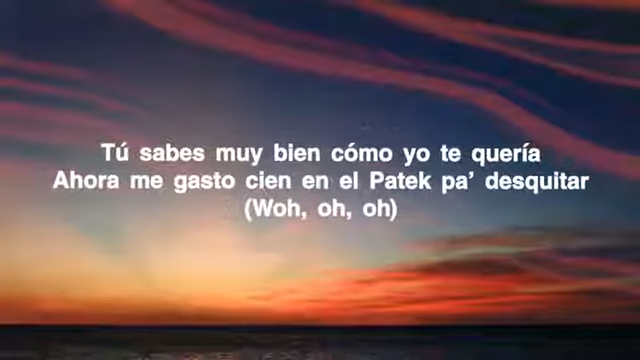 Tú sabes muy bien cómo yo te quería
Ahora me gasto cien en el Patek pa’ desquitar
(Woh, oh, oh)